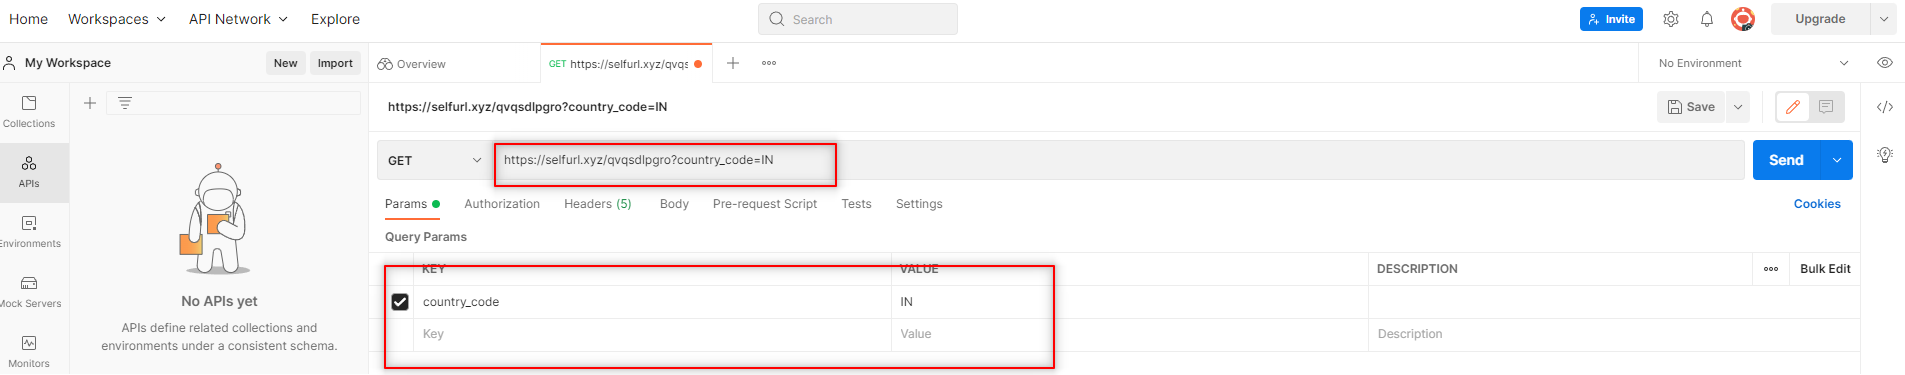 Home Workspaces API Network Explore Search Invite Upgrade
My Workspace New Import Overview GET https://selfurl.xyz/qvqs No Environment
https://selfurl.xyz/qvqsdlpgro?country_code=IN Save
Collections
GET https://selfurl.xyz/qvqsdlpgro?country_code=IN Send
APIs
Params Authorization Headers (5) Body Pre-request Script Tests Settings Cookies
Query Params
Environments
KEY VALUE DESCRIPTION Bulk Edit
country_code IN
Mock Servers
No APIs yet
APIs define related collections and
environments under a consistent schema.
Key Value Description
Monitors